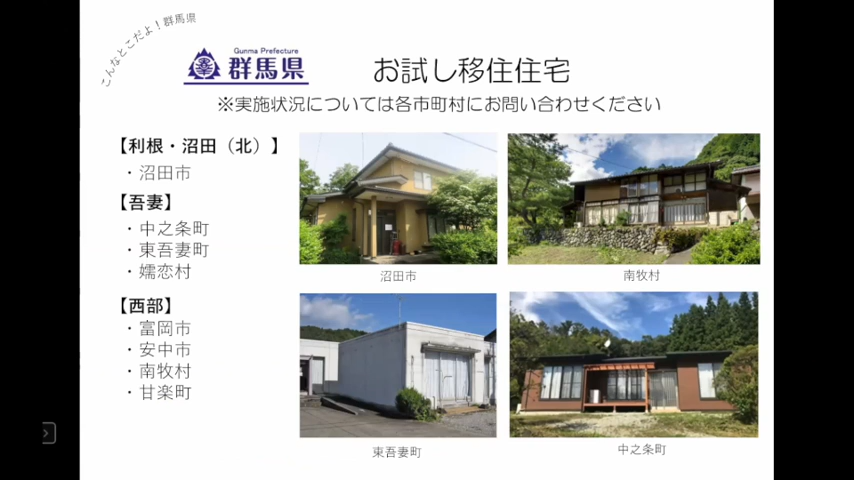 こんなとこだよ！群馬県
Gunma Prefecture
群馬県
お試し移住住宅
※実施状況については各市町村にお問い合わせください
【利根・沼田（北）】
・沼田市
【吾妻】
・中之条町
・東吾妻町
・嬬恋村
【西部】
・富岡市
・安中市
・南牧村
・甘楽町
沼田市
南牧村
東吾妻町
中之条町